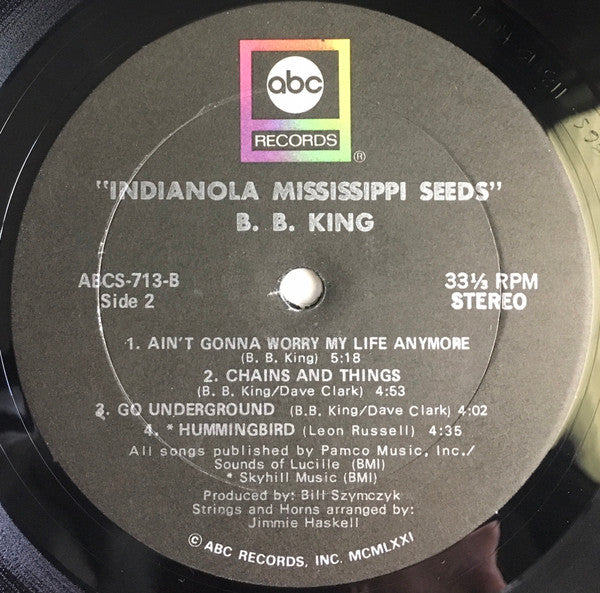 abc
RECORDS
®
"INDIANOLA MISSISSIPPI SEEDS"
B. B. KING
ABCS-713-B 33⅓ RPM
Side 2 STEREO
1. AIN'T GONNA WORRY MY LIFE ANYMORE
(B. B. King) 5:18
2. CHAINS AND THINGS
(B. B. King/Dave Clark) 4:53
3. GO UNDERGROUND (B.B. King/Dave Clark) 4:02
4. * HUMMINGBIRD (Leon Russell) 4:35
All songs published by Pamco Music, Inc./
Sounds of Lucille (BMI)
* Skyhill Music (BMI)
Produced by: Bill Szymczyk
Strings and Horns arranged by:
Jimmie Haskell
© ABC RECORDS, INC. MCMLXXI